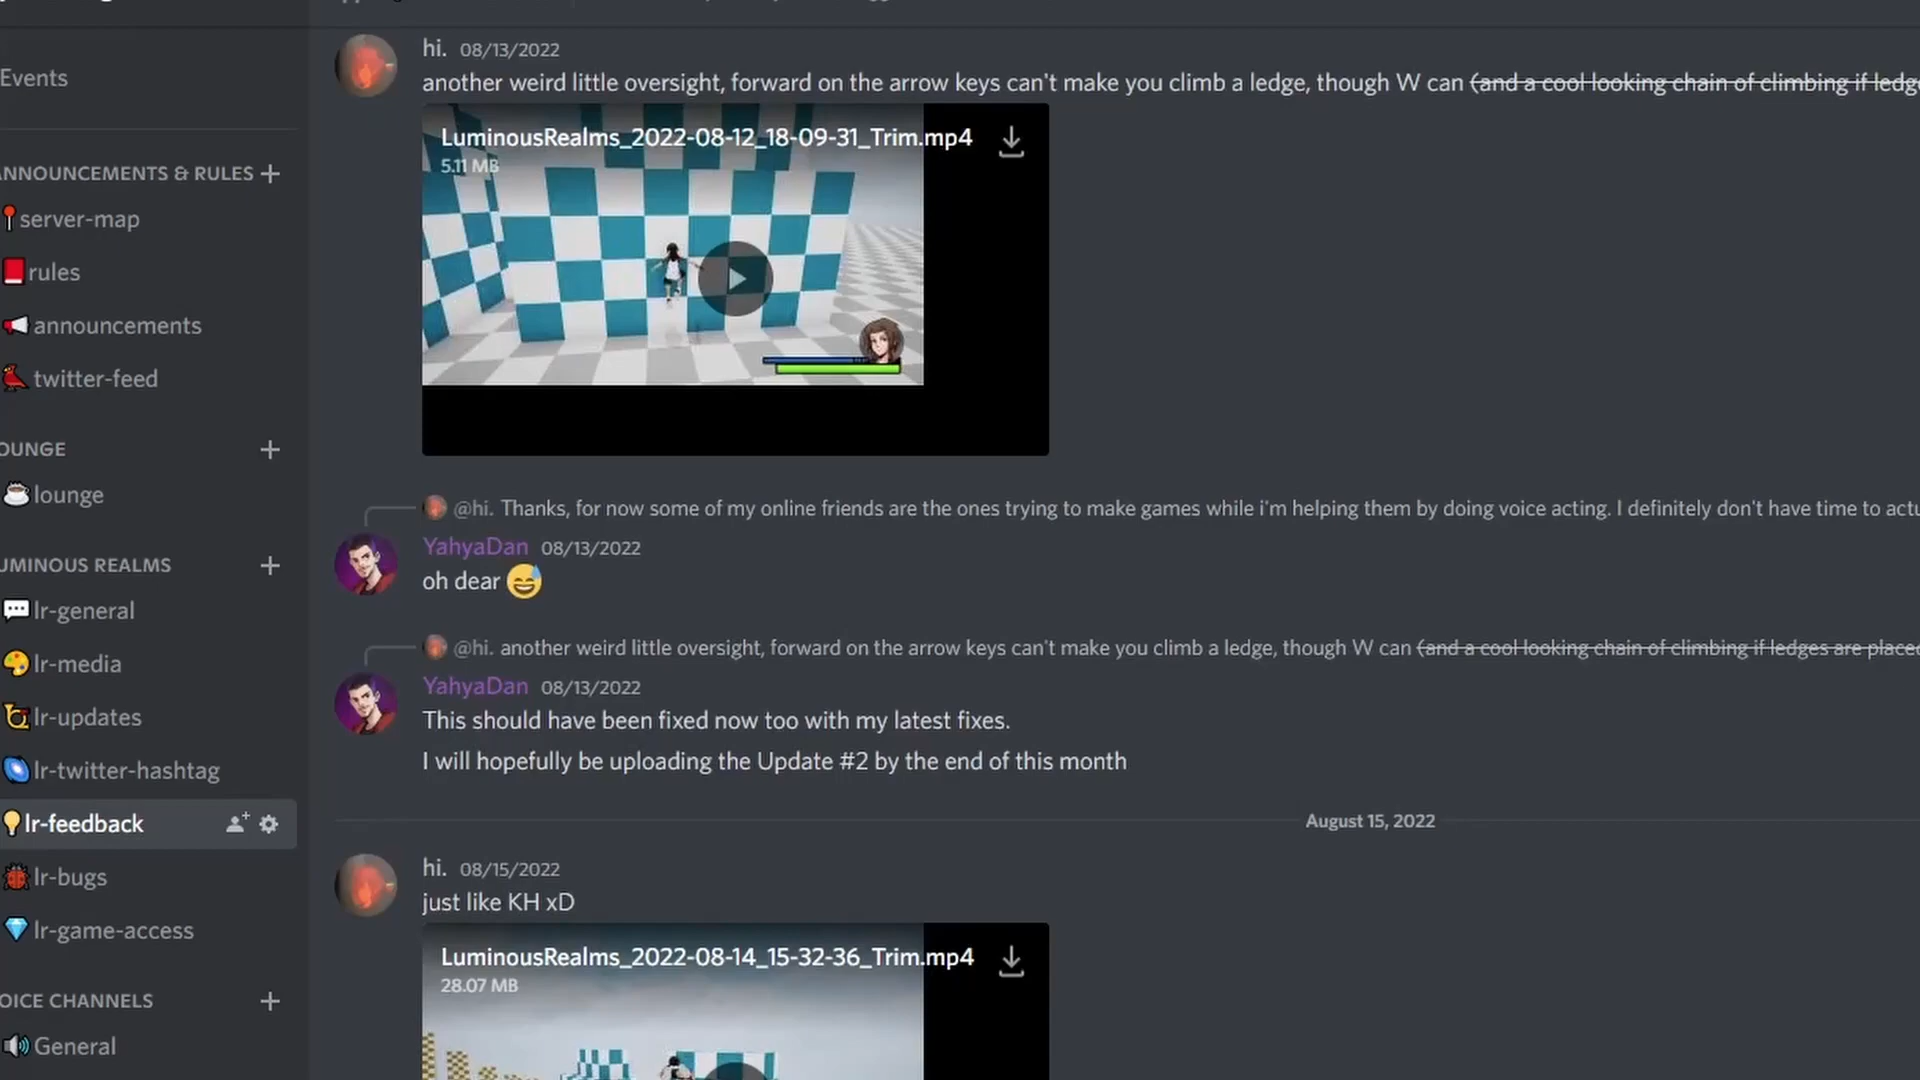 Events
ANNOUNCEMENTS & RULES
server-map
rules
announcements
twitter-feed
OUNGE
lounge
UMINOUS REALMS
lr-general
lr-media
lr-updates
lr-twitter-hashtag
lr-feedback
lr-bugs
lr-game-access
OICE CHANNELS
General
hi. 08/13/2022
another weird little oversight, forward on the arrow keys can't make you climb a ledge, though W can (and a cool looking chain of climbing if ledg
LuminousRealms_2022-08-12_18-09-31_Trim.mp4
5.11 MB
@hi. Thanks, for now some of my online friends are the ones trying to make games while i'm helping them by doing voice acting. I definitely don't have time to actu
YahyaDan 08/13/2022
oh dear 😅
@hi. another weird little oversight, forward on the arrow keys can't make you climb a ledge, though W can (and a cool looking chain of climbing if ledges are place
YahyaDan 08/13/2022
This should have been fixed now too with my latest fixes.
I will hopefully be uploading the Update #2 by the end of this month
August 15, 2022
hi. 08/15/2022
just like KH xD
LuminousRealms_2022-08-14_15-32-36_Trim.mp4
28.07 MB